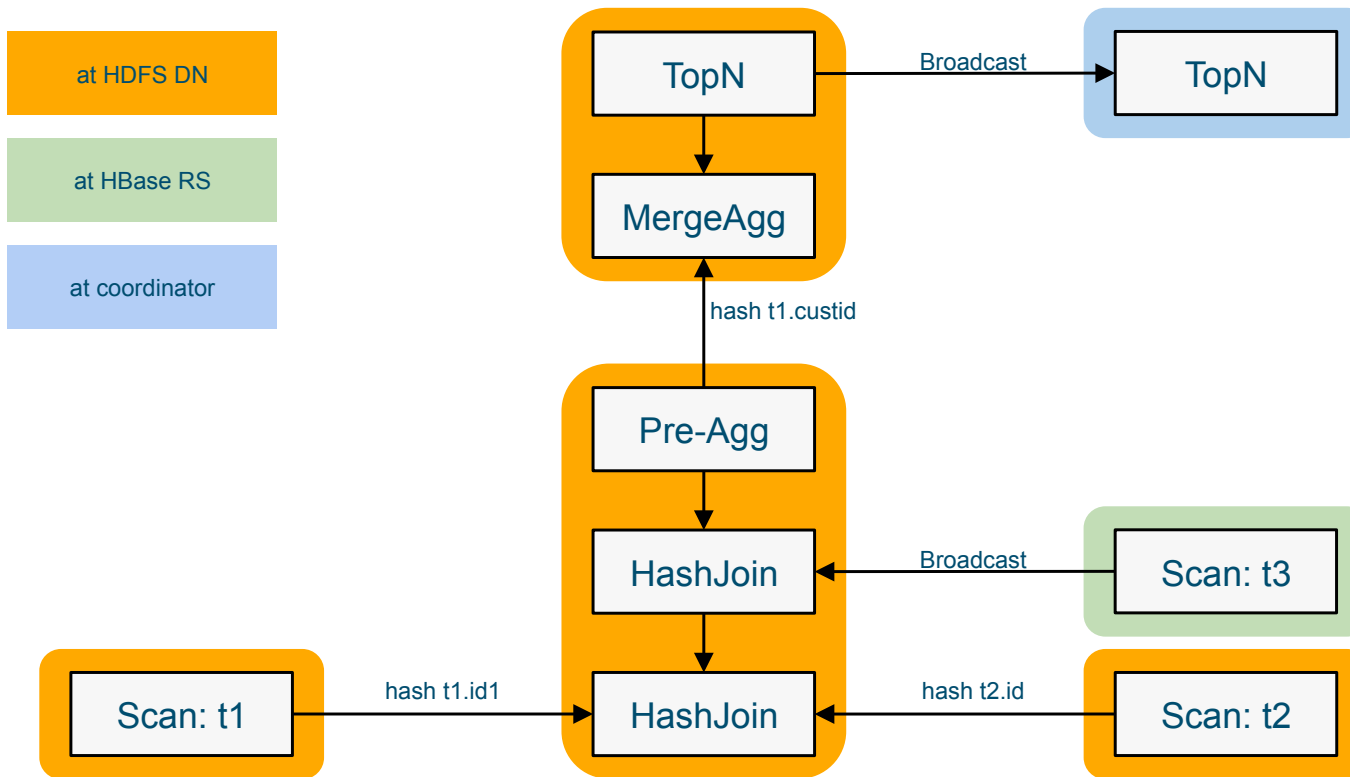 at HDFS DN
at HBase RS
at coordinator
TopN
Broadcast
TopN
MergeAgg
hash t1.custid
Pre-Agg
HashJoin
Broadcast
Scan: t3
Scan: t1
hash t1.id1
HashJoin
hash t2.id
Scan: t2